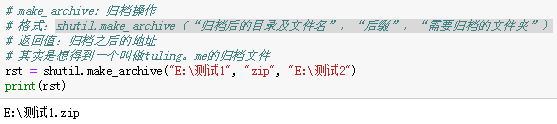 # make_archive: 归档操作
# 格式: shutil.make_archive (“归档后的目录及文件名”, “后缀”, “需要归档的文件夹”)
# 返回值: 归档之后的地址
# 其实是想得到一个叫做tuling。me的归档文件
rst = shutil.make_archive("E:\测试1", "zip", "E:\测试2")
print(rst)
E:\测试1.zip